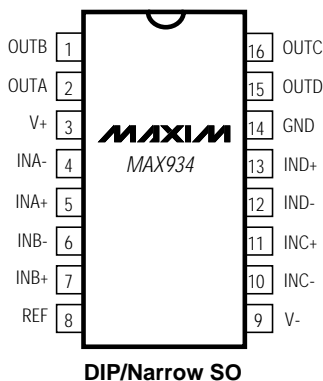 OUTB 1 16 OUTC
OUTA 2 15 OUTD
V+ 3 14 GND
MAXIM
INA- 4 MAX934 13 IND+
INA+ 5 12 IND-
INB- 6 11 INC+
INB+ 7 10 INC-
REF 8 9 V-
DIP/Narrow SO